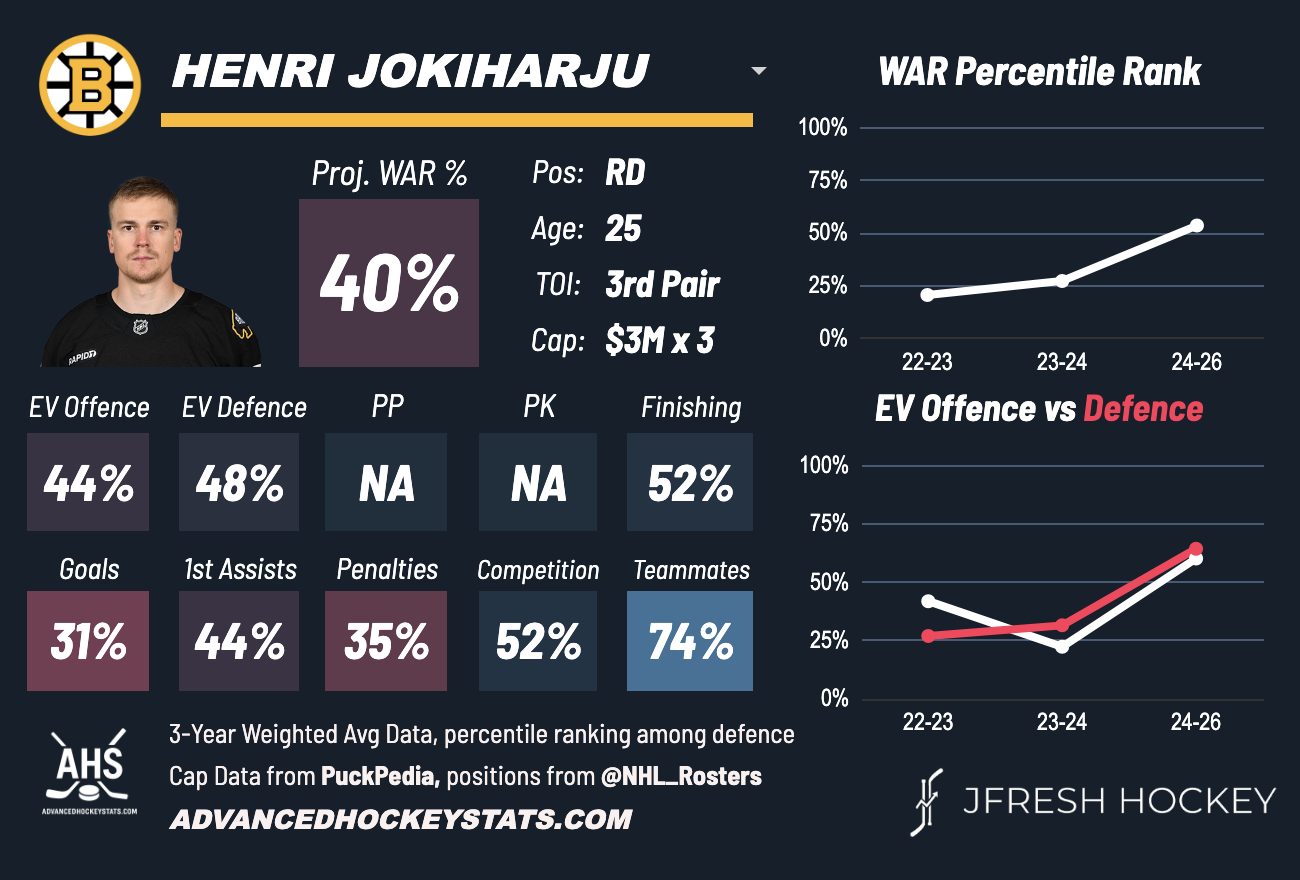 HENRI JOKIHARJU
WAR Percentile Rank
B
Proj. WAR %
40%
Pos: RD
Age: 25
TOI: 3rd Pair
Cap: $3M x 3
RAPID7
NHL
100%
75%
50%
25%
0%
22-23 23-24 24-26
EV Offence EV Defence PP PK Finishing
44% 48% NA NA 52%
Goals 1st Assists Penalties Competition Teammates
31% 44% 35% 52% 74%
EV Offence vs Defence
100%
75%
50%
25%
0%
22-23 23-24 24-26
AHS
ADVANCEDHOCKEYSTATS.COM
3-Year Weighted Avg Data, percentile ranking among defence
Cap Data from PuckPedia, positions from @NHL_Rosters
ADVANCEDHOCKEYSTATS.COM
JFRESH HOCKEY